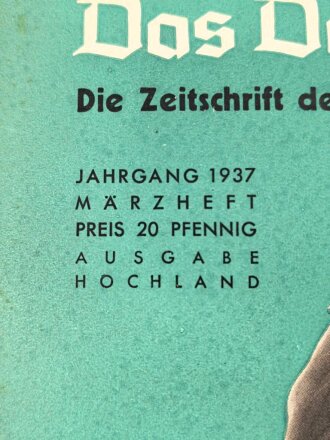 Das D
Die Zeitschrift de
JAHRGANG 1937
MÄRZHEFT
PREIS 20 PFENNIG
AUSGABE
HOCHLAND